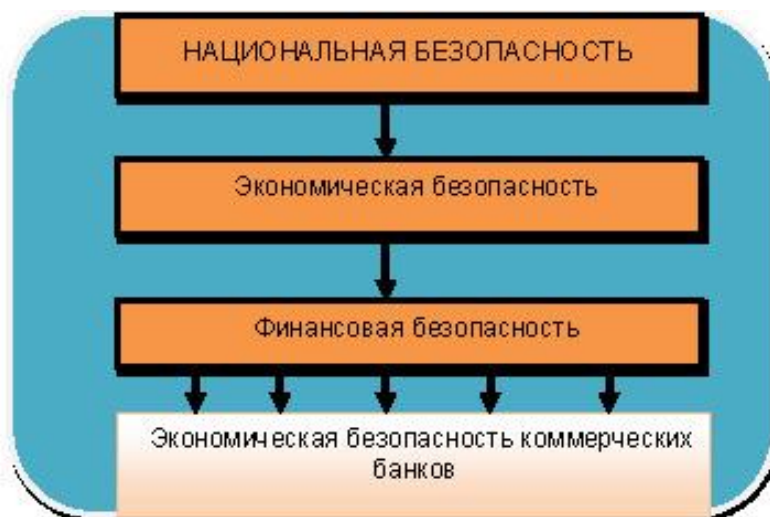 НАЦИОНАЛЬНАЯ БЕЗОПАСНОСТЬ
Экономическая безопасность
Финансовая безопасность
Экономическая безопасность коммерческих
банков